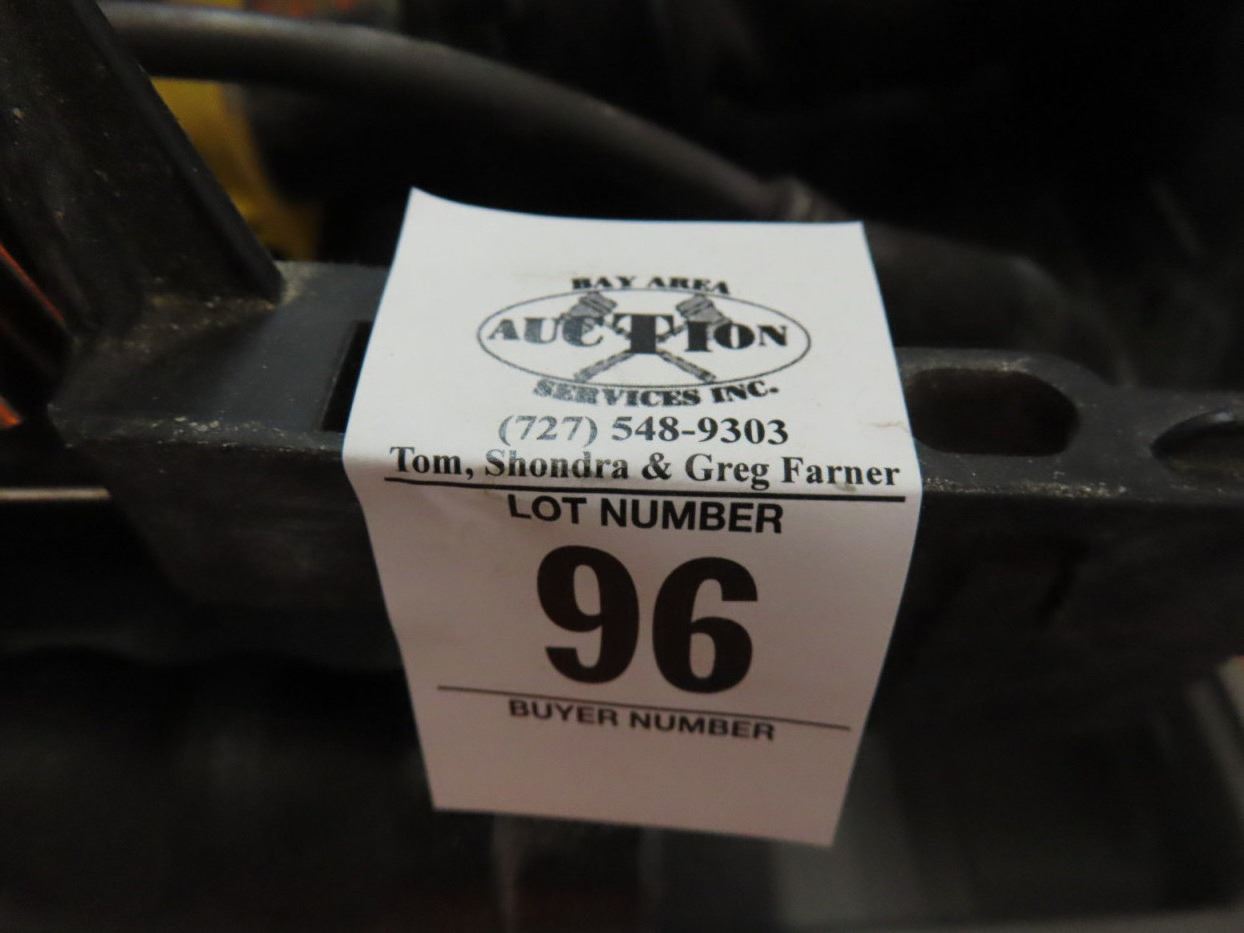 BAY AREA
AUCTION
SERVICES INC.
(727) 548-9303
Tom, Shondra & Greg Farner
LOT NUMBER
96
BUYER NUMBER